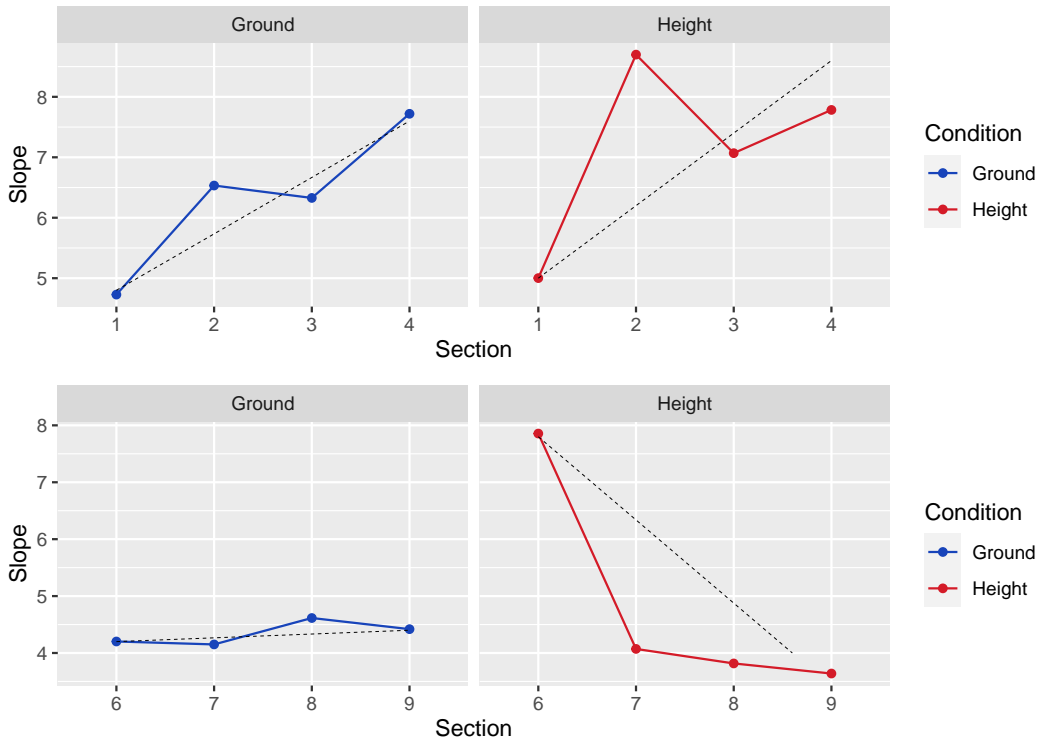 Ground Height
8
7
6
5
Slope
1 2 3 4 1 2 3 4
Section
Condition
Ground
Height
Ground Height
8
7
6
5
4
Slope
6 7 8 9 6 7 8 9
Section
Condition
Ground
Height